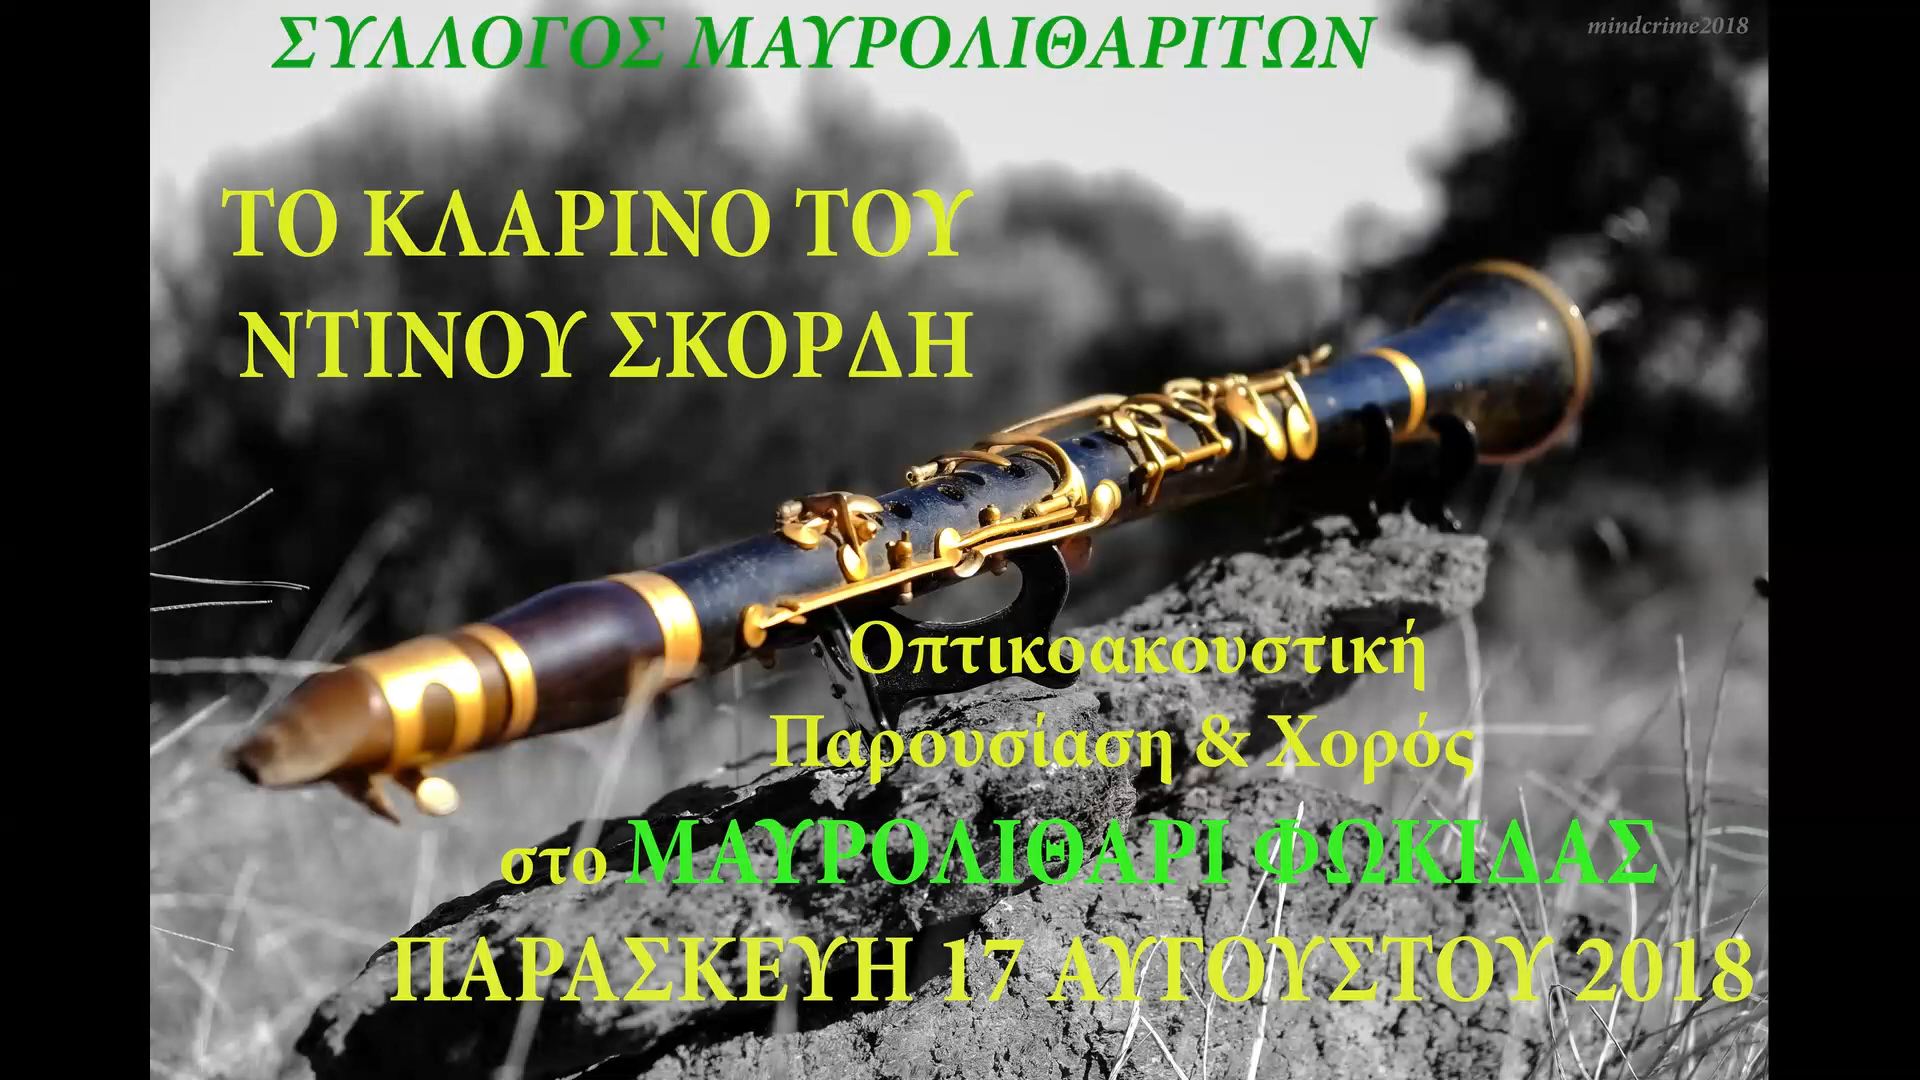 ΣΥΛΛΟΓΟΣ ΜΑΥΡΟΛΙΘΑΡΙΤΩΝ
mindcrime2018
ΤΟ ΚΛΑΡΙΝΟ ΤΟΥ
ΝΤΙΝΟΥ ΣΚΟΡΔΗ
Οπτικοακουστική
Παρουσίαση & Χορός
στο ΜΑΥΡΟΛΙΘΑΡΙ ΦΩΚΙΔΑΣ
ΠΑΡΑΣΚΕΥΗ 17 ΑΥΓΟΥΣΤΟΥ 2018